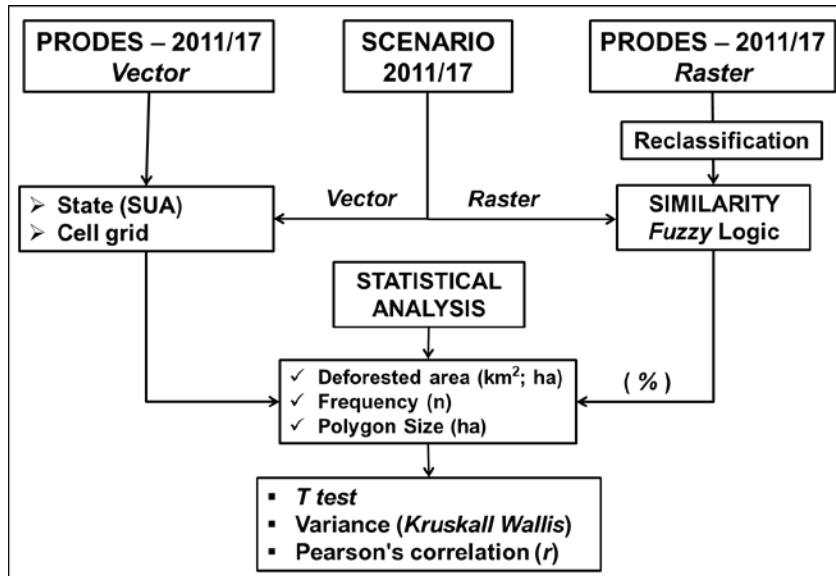 PRODES – 2011/17
Vector
SCENARIO
2011/17
PRODES – 2011/17
Raster
Reclassification
➢ State (SUA)
➢ Cell grid
Vector
Raster
SIMILARITY
Fuzzy Logic
STATISTICAL
ANALYSIS
✓ Deforested area (km²; ha)
✓ Frequency (n)
✓ Polygon Size (ha)
( % )
▪ T test
▪ Variance (Kruskall Wallis)
▪ Pearson's correlation (r)